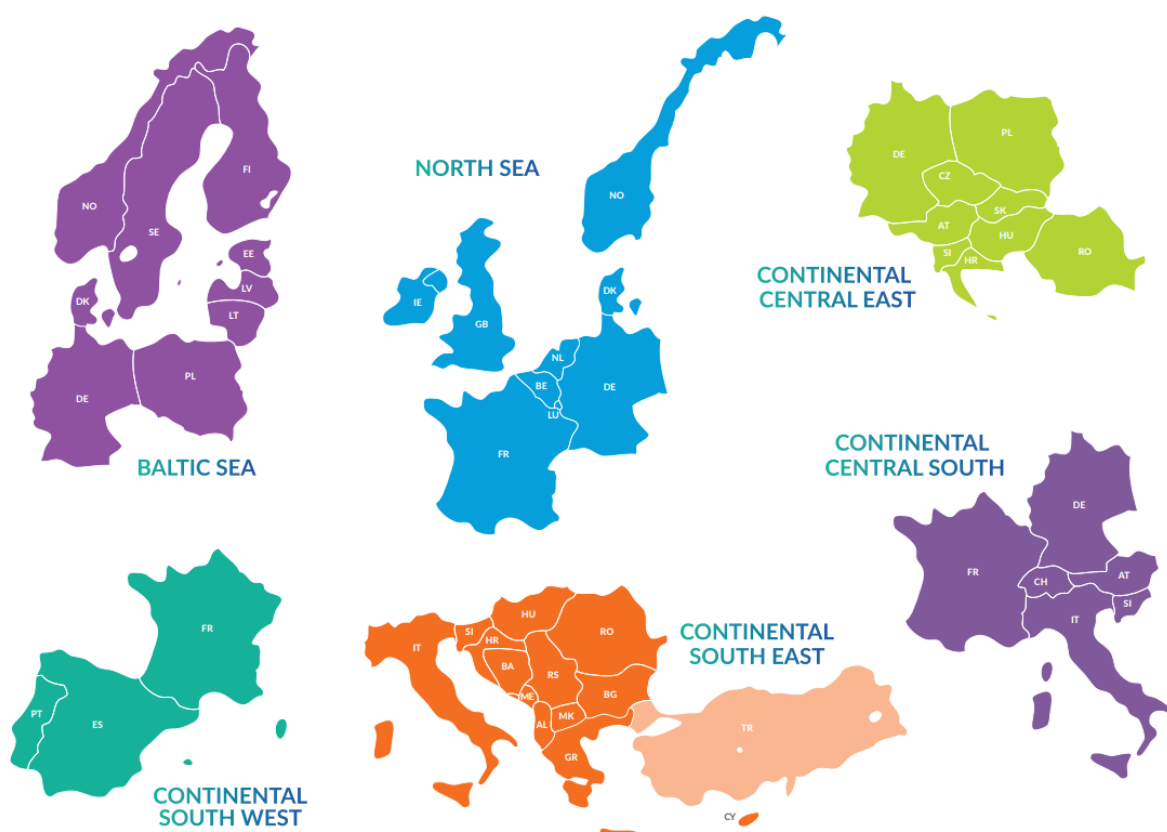 NO
SE
FI
EE
LV
LT
DK
DE
PL
BALTIC SEA
NORTH SEA
NO
IE
GB
DK
NL
BE
DE
LU
FR
DE
PL
CZ
SK
AT
HU
SI
HR
RO
CONTINENTAL
CENTRAL EAST
CONTINENTAL
CENTRAL SOUTH
DE
FR
CH
AT
SI
IT
FR
PT
ES
CONTINENTAL
SOUTH WEST
IT
SI
HU
HR
RO
BA
RS
ME
BG
AL
MK
GR
TR
CY
CONTINENTAL
SOUTH EAST